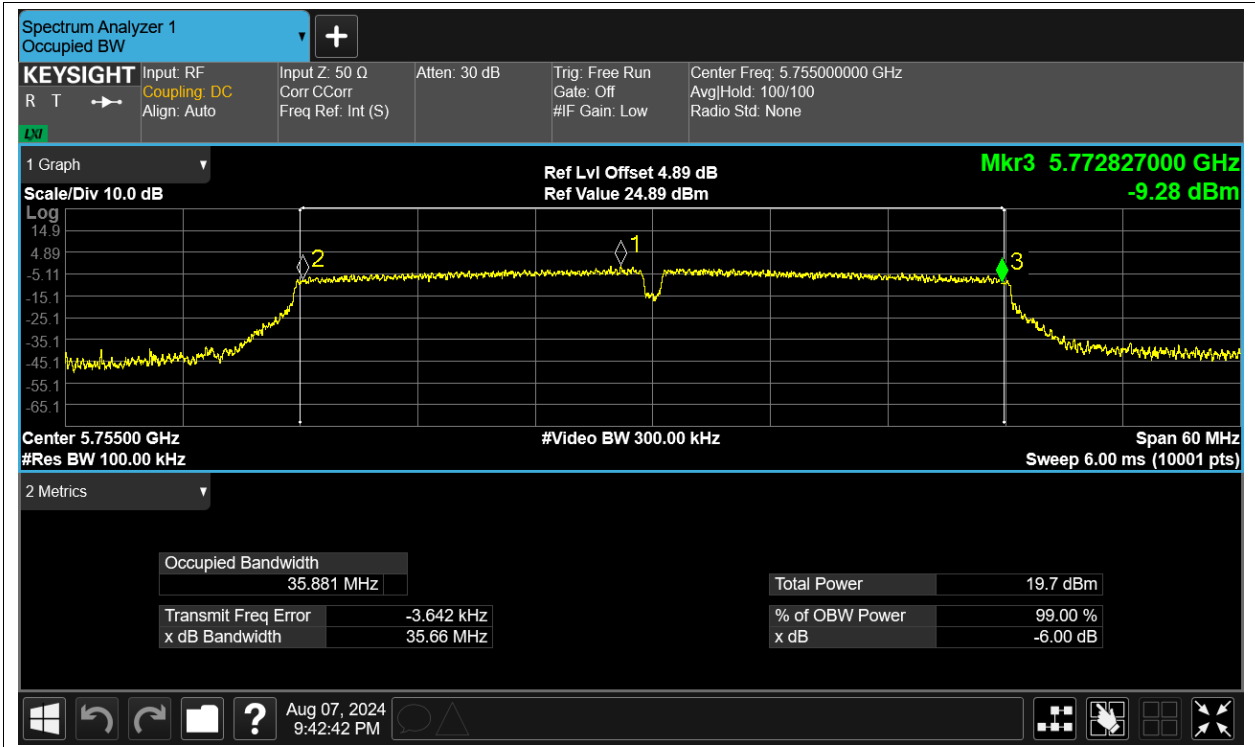 Spectrum Analyzer 1
Occupied BW
KEYSIGHT
R T
LXI
Input: RF
Coupling: DC
Align: Auto
Input Z: 50 Ω
Corr CCorr
Freq Ref: Int (S)
Atten: 30 dB
Trig: Free Run
Gate: Off
#IF Gain: Low
Center Freq: 5.755000000 GHz
Avg|Hold: 100/100
Radio Std: None
1 Graph
Scale/Div 10.0 dB
Ref Lvl Offset 4.89 dB
Ref Value 24.89 dBm
Mkr3 5.772827000 GHz
-9.28 dBm
Log
14.9
4.89
-5.11
-15.1
-25.1
-35.1
-45.1
-55.1
-65.1
2
1
3
Center 5.75500 GHz
#Video BW 300.00 kHz
Span 60 MHz
#Res BW 100.00 kHz
Sweep 6.00 ms (10001 pts)
2 Metrics
Occupied Bandwidth
35.881 MHz
Transmit Freq Error -3.642 kHz
x dB Bandwidth 35.66 MHz
Total Power 19.7 dBm
% of OBW Power 99.00 %
x dB -6.00 dB
?
Aug 07, 2024
9:42:42 PM